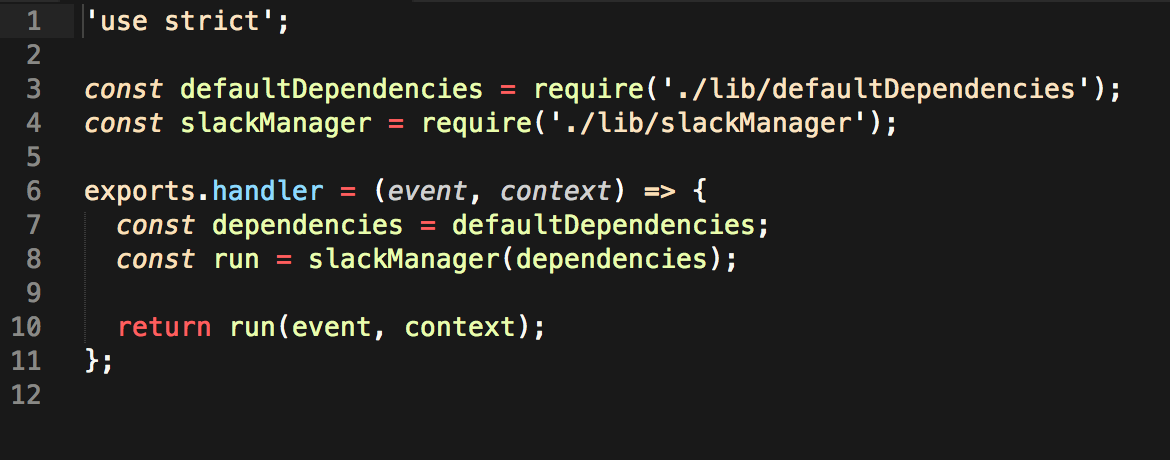 1 'use strict';
2
3 const defaultDependencies = require('./lib/defaultDependencies');
4 const slackManager = require('./lib/slackManager');
5
6 exports.handler = (event, context) => {
7   const dependencies = defaultDependencies;
8   const run = slackManager(dependencies);
9
10   return run(event, context);
11 };
12